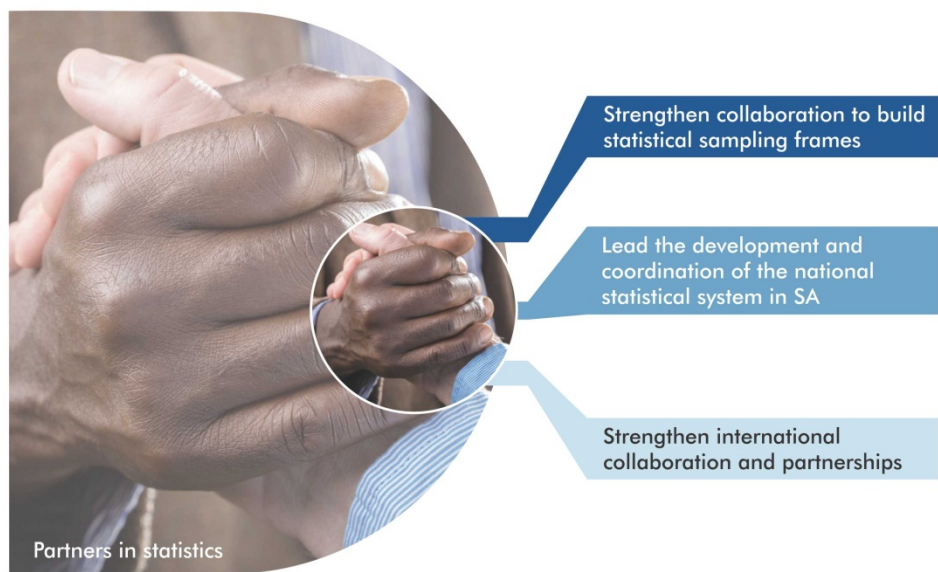 Strengthen collaboration to build
statistical sampling frames
Lead the development and
coordination of the national
statistical system in SA
Strengthen international
collaboration and partnerships
Partners in statistics